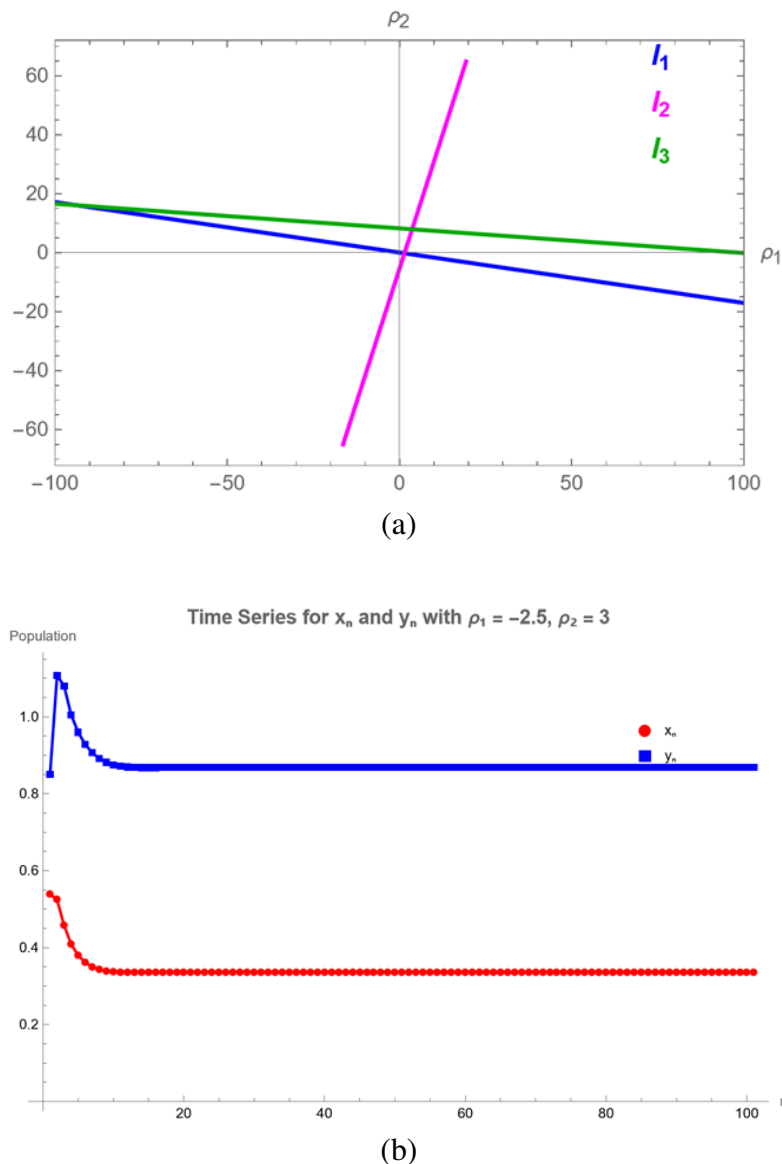 ρ₂
60
40
20
0
−20
−40
−60
l₁
l₂
l₃
ρ₁
−100
−50
0
50
100
(a)
Time Series for xₙ and yₙ with ρ₁ = −2.5, ρ₂ = 3
Population
1.0
0.8
0.6
0.4
0.2
xₙ
yₙ
20
40
60
80
100
(b)